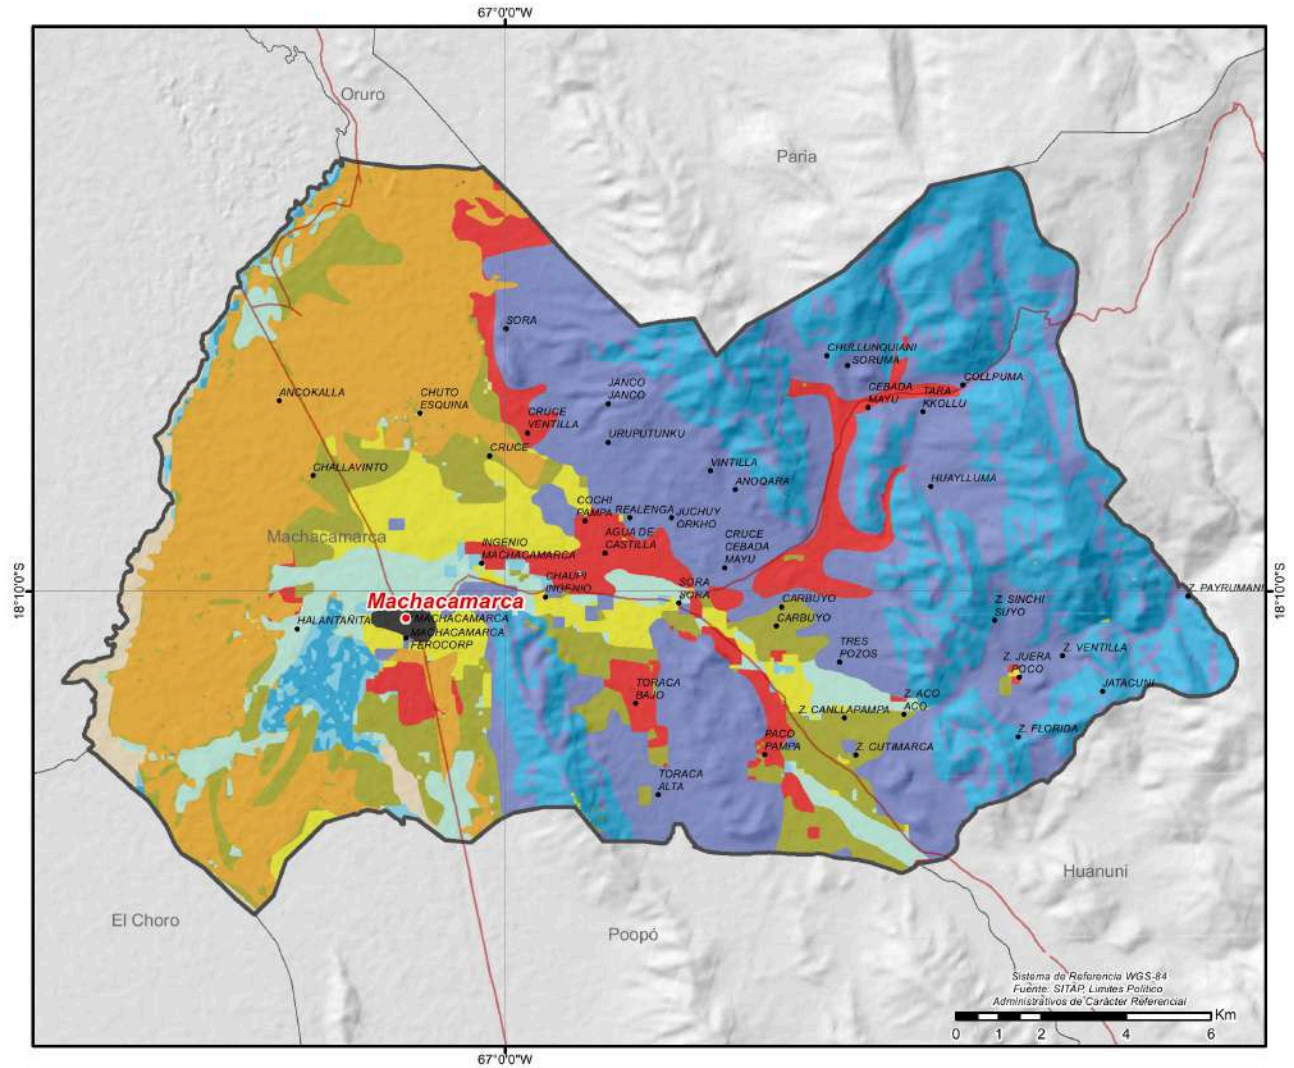 67°0'0"W
Oruro
Paria
SORA
CHULLUNQUIANI
SORUMA
COLLPUMA
CEBADA
MAYU
TARA
KKOLLU
JANCO
JANCO
ANCOKALLA
CHUTO
ESQUINA
CRUCE
VENTILLA
URUPUTUNKU
CRUCE
VINTILLA
CHALLAVINTO
ANOQARA
HUAYLLUMA
COCHI
PAMPA
REALENGA
JUCHUY
ORKHO
Machacamarca
AGUA DE
CASTILLA
CRUCE
CEBADA
MAYU
INGENIO
MACHACAMARCA
CHAUPI
INGENIO
SORA
SORA
18°10'0"S
18°10'0"S
Z. PAYRUMANI
Machacamarca
CARBUYO
Z. SINCHI
SUYO
HALANTAÑITA
MACHACAMARCA
CARBUYO
MACHACAMARCA
FEROCORP
TRES
POZOS
Z. VENTILLA
Z. JUERA
POCO
TORACA
BAJO
JATACUNI
Z. ACO
ACO
Z. CANLLAPAMPA
PACO
PAMPA
Z. FLORIDA
Z. CUTIMARCA
TORACA
ALTA
Huanuni
El Choro
Poopó
Sistema de Referencia WGS-84
Fuente: SITAP, Limites Político
Administrativos de Carácter Referencial
Km
0 1 2 4 6
67°0'0"W